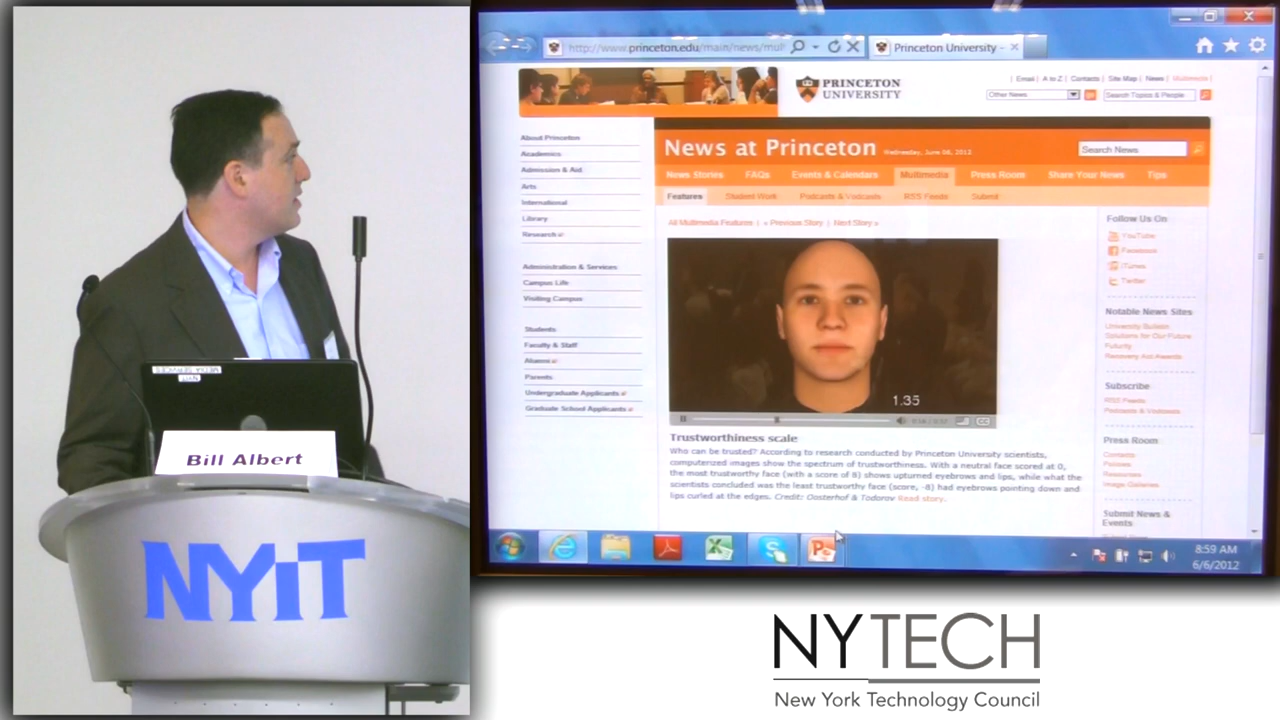 MEDIA SERVICES
NYIT
Bill Albert
NYiT
http://www.princeton.edu/main/news/mul
Princeton University -
PRINCETON
UNIVERSITY
| Email | A to Z | Contacts | Site Map | News | Multimedia |
Other News
Search Topics & People
About Princeton
Academics
Admission & Aid
Arts
International
Library
Research
Administration & Services
Campus Life
Visiting Campus
Students
Faculty & Staff
Alumni
Parents
Undergraduate Applicants
Graduate School Applicants
News at Princeton
Wednesday, June 06, 2012
Search News
News Stories FAQs Events & Calendars Multimedia Press Room Share Your News Tips
Features Student Work Podcasts & Vodcasts RSS Feeds Submit
All Multimedia Features | « Previous Story | Next Story »
1.35
CC
Trustworthiness scale
Who can be trusted? According to research conducted by Princeton University scientists,
computerized images show the spectrum of trustworthiness. With a neutral face scored at 0,
the most trustworthy face (with a score of 8) shows upturned eyebrows and lips, while what the
scientists concluded was the least trustworthy face (score, -8) had eyebrows pointing down and
lips curled at the edges. Credit: Oosterhof & Todorov Read story.
Follow Us On
YouTube
Facebook
iTunes
Twitter
Notable News Sites
University Bulletin
Solutions for Our Future
Futurity
Recovery Act Awards
Subscribe
RSS Feeds
Podcasts & Vodcasts
Press Room
Contacts
Policies
Resources
Image Galleries
Submit News &
Events
8:59 AM
6/6/2012
NYTECH
New York Technology Council